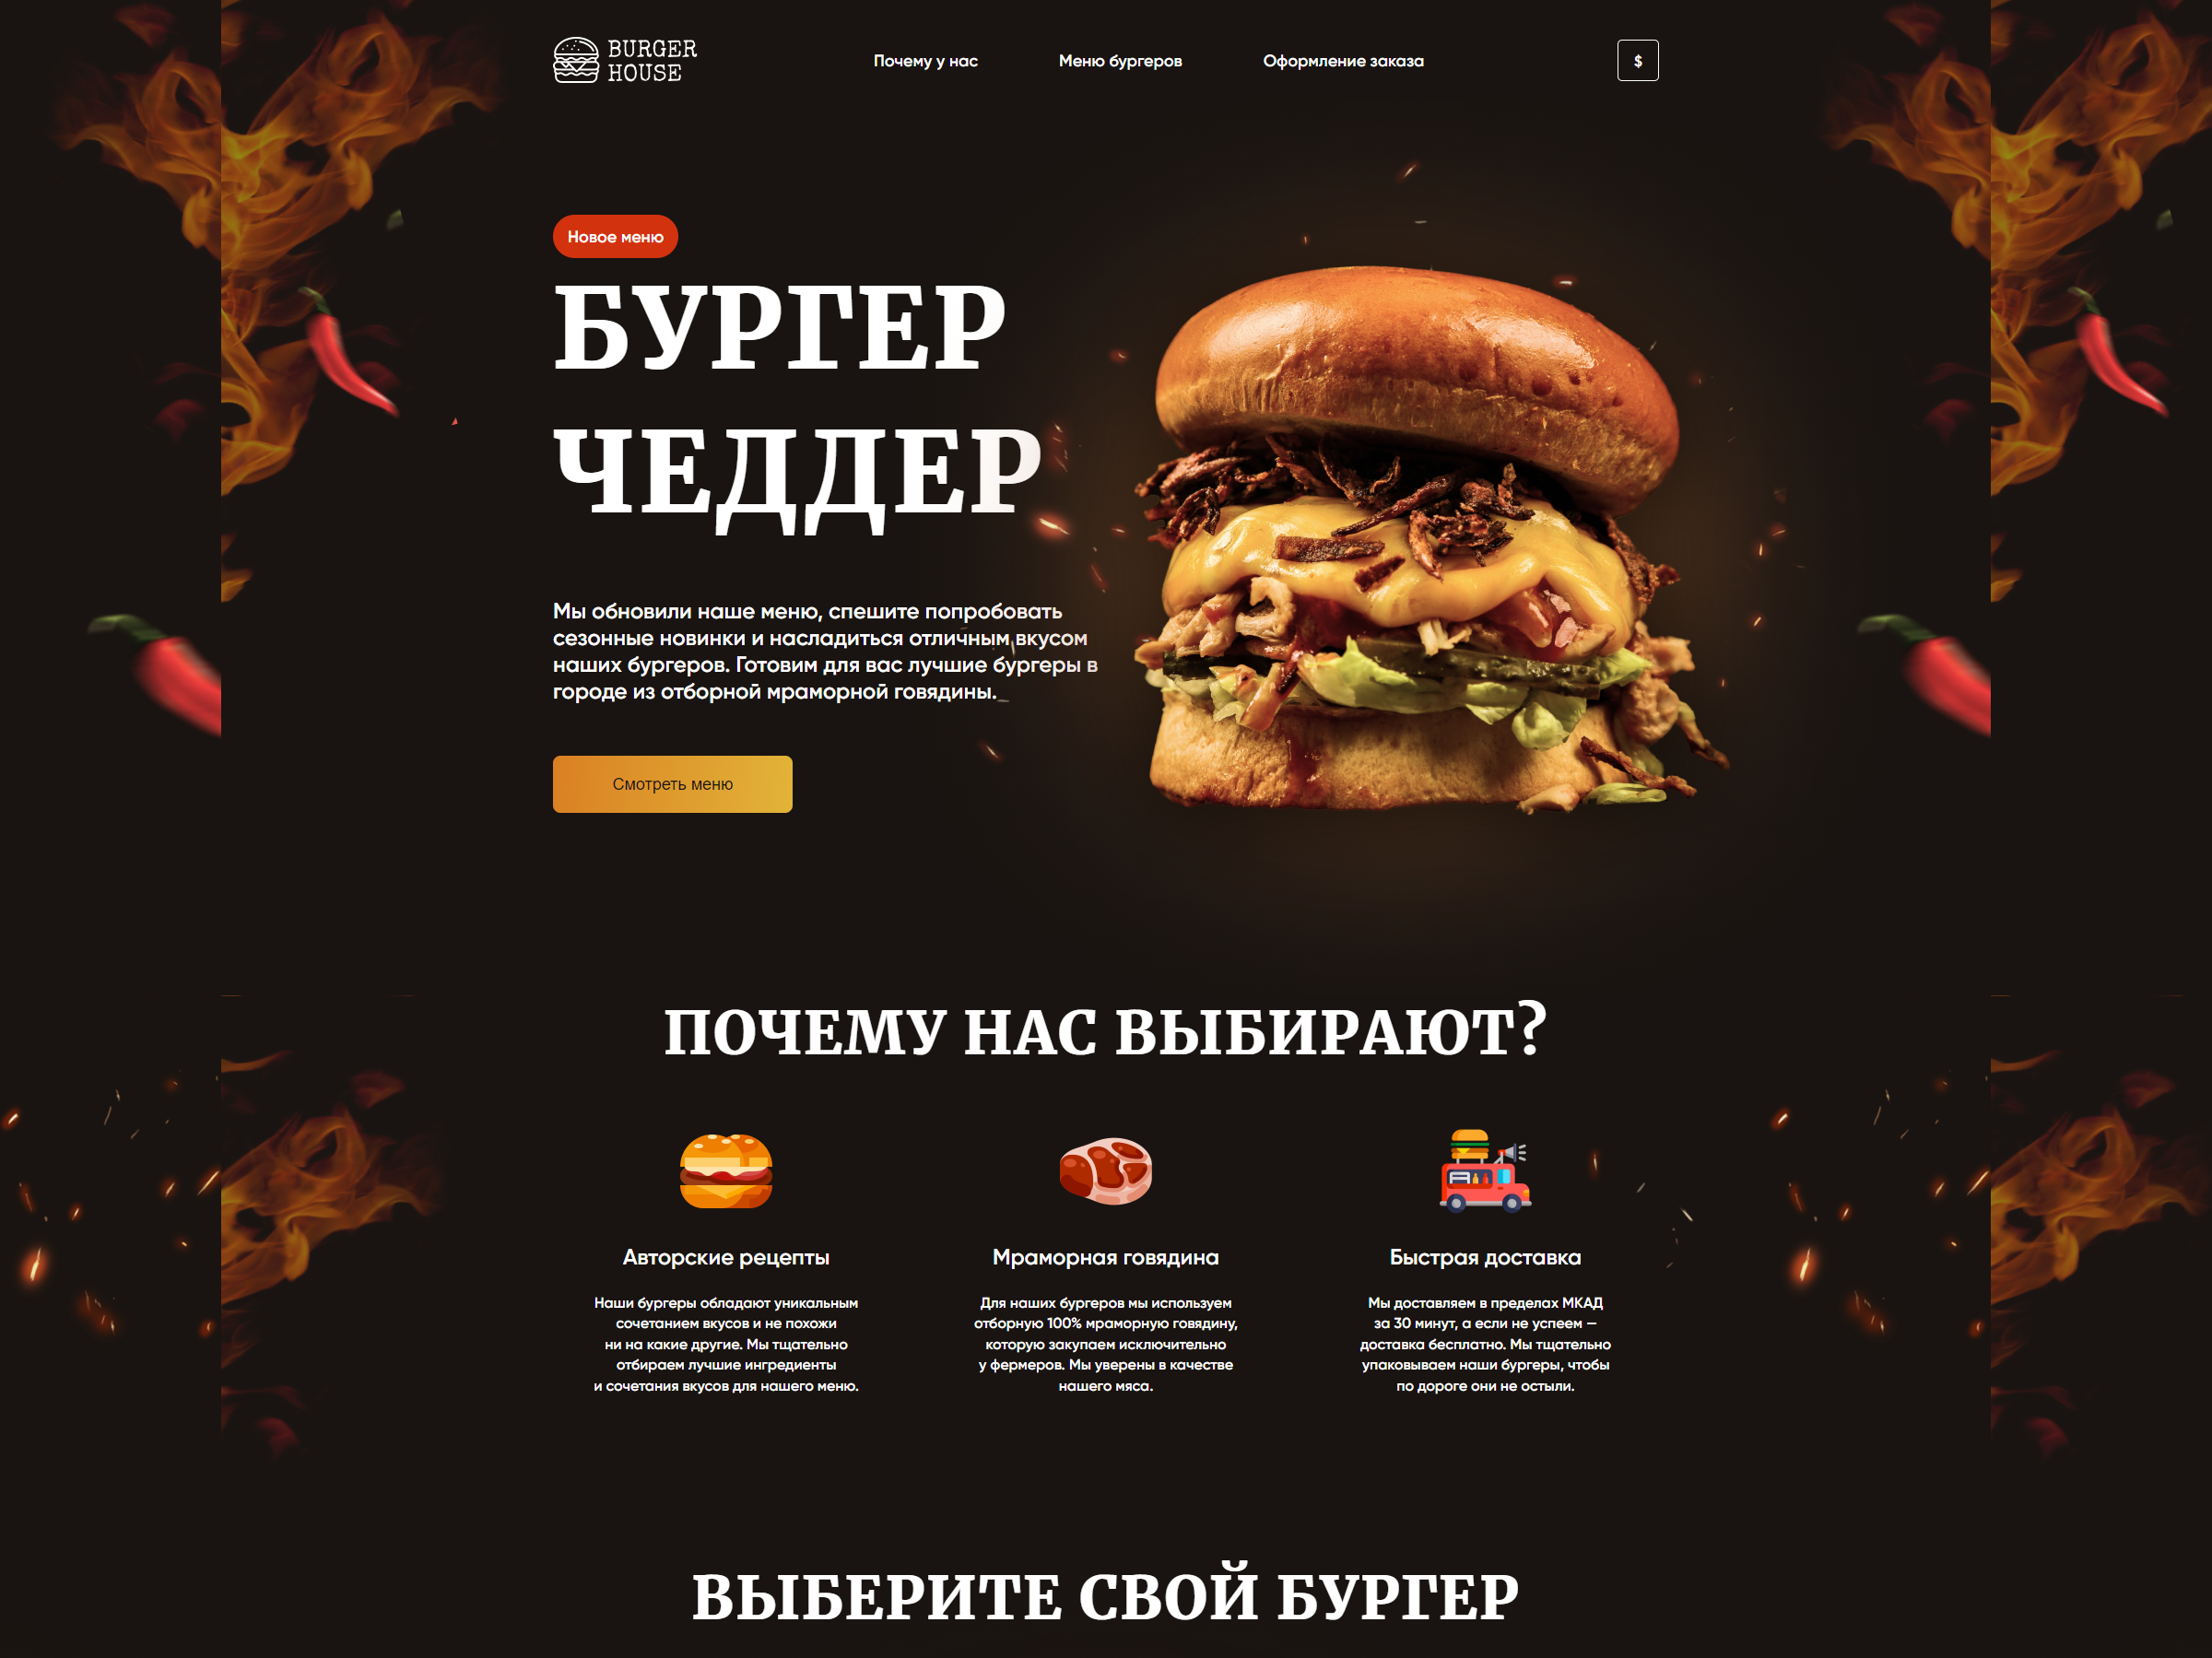 BURGER
HOUSE
Почему у нас
Меню бургеров
Оформление заказа
$
Новое меню
БУРГЕР
ЧЕДДЕР
Мы обновили наше меню, спешите попробовать
сезонные новинки и насладиться отличным вкусом
наших бургеров. Готовим для вас лучшие бургеры в
городе из отборной мраморной говядины.
Смотреть меню
ПОЧЕМУ НАС ВЫБИРАЮТ?
Авторские рецепты
Наши бургеры обладают уникальным
сочетанием вкусов и не похожи
ни на какие другие. Мы тщательно
отбираем лучшие ингредиенты
и сочетания вкусов для нашего меню.
Мраморная говядина
Для наших бургеров мы используем
отборную 100% мраморную говядину,
которую закупаем исключительно
у фермеров. Мы уверены в качестве
нашего мяса.
Быстрая доставка
Мы доставляем в пределах МКАД
за 30 минут, а если не успеем —
доставка бесплатно. Мы тщательно
упаковываем наши бургеры, чтобы
по дороге они не остыли.
ВЫБЕРИТЕ СВОЙ БУРГЕР